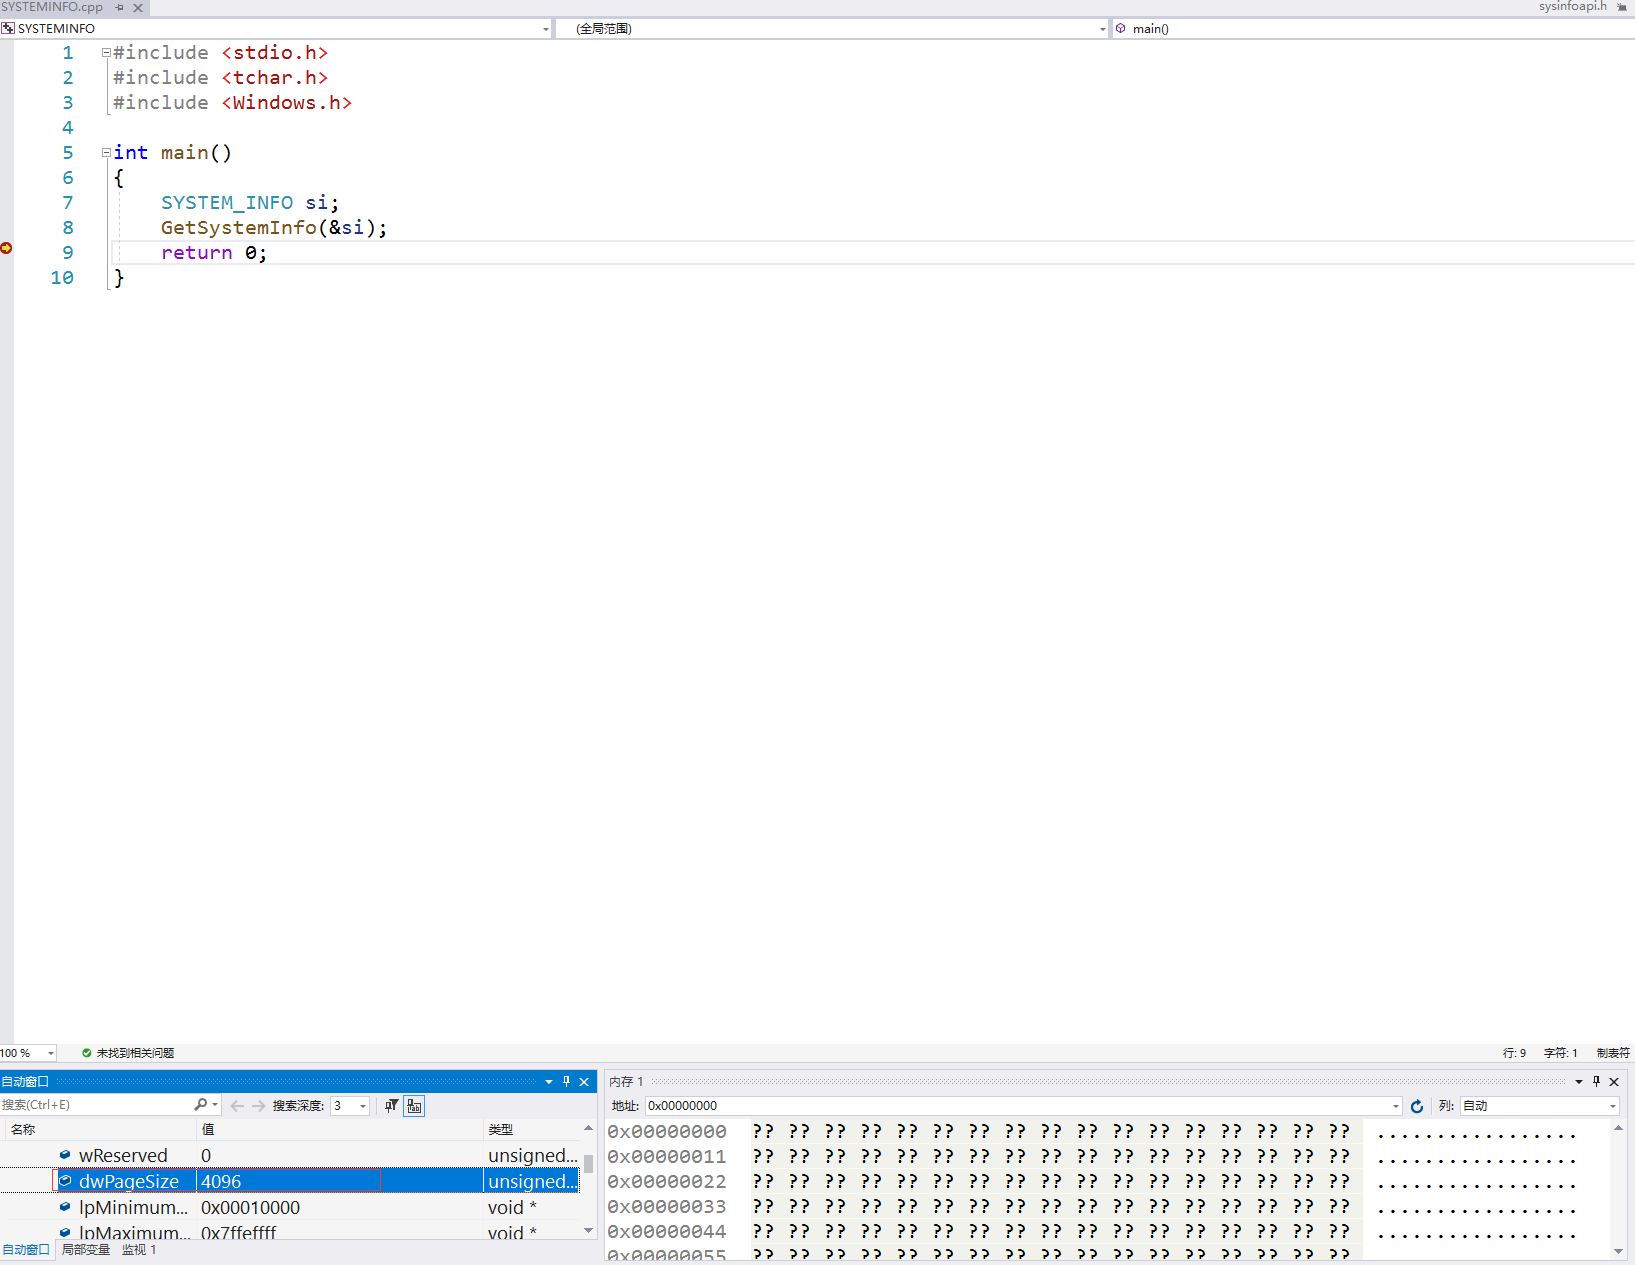 SYSTEMINFO.cpp
sysinfoapi.h
SYSTEMINFO (全局范围) main()
1 #include <stdio.h>
2 #include <tchar.h>
3 #include <Windows.h>
4
5 int main()
6 {
7 SYSTEM_INFO si;
8 GetSystemInfo(&si);
9 return 0;
10 }
100 % 未找到相关问题 行: 9 字符: 1 制表符
自动窗口
搜索(Ctrl+E) 搜索深度: 3
名称 值 类型
wReserved 0 unsigned...
dwPageSize 4096 unsigned...
lpMinimum... 0x00010000 void *
lpMaximum... 0x7ffeffff void *
自动窗口 局部变量 监视 1
内存 1
地址: 0x00000000 列: 自动
0x00000000 ?? ?? ?? ?? ?? ?? ?? ?? ?? ?? ?? ?? ?? ?? ?? ?? ?? .................
0x00000011 ?? ?? ?? ?? ?? ?? ?? ?? ?? ?? ?? ?? ?? ?? ?? ?? ?? .................
0x00000022 ?? ?? ?? ?? ?? ?? ?? ?? ?? ?? ?? ?? ?? ?? ?? ?? ?? .................
0x00000033 ?? ?? ?? ?? ?? ?? ?? ?? ?? ?? ?? ?? ?? ?? ?? ?? ?? .................
0x00000044 ?? ?? ?? ?? ?? ?? ?? ?? ?? ?? ?? ?? ?? ?? ?? ?? ?? .................
0x00000055 ?? ?? ?? ?? ?? ?? ?? ?? ?? ?? ?? ?? ?? ?? ?? ?? ??